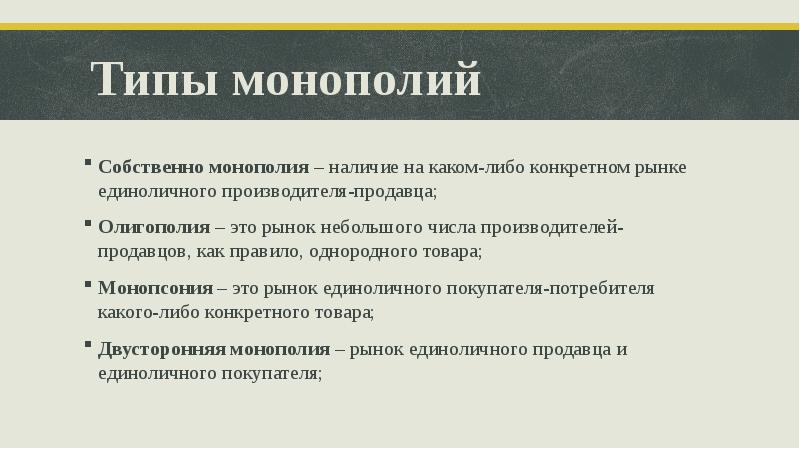 Типы монополий
▪ Собственно монополия – наличие на каком-либо конкретном рынке
единоличного производителя-продавца;
▪ Олигополия – это рынок небольшого числа производителей-
продавцов, как правило, однородного товара;
▪ Монопсония – это рынок единоличного покупателя-потребителя
какого-либо конкретного товара;
▪ Двусторонняя монополия – рынок единоличного продавца и
единоличного покупателя;